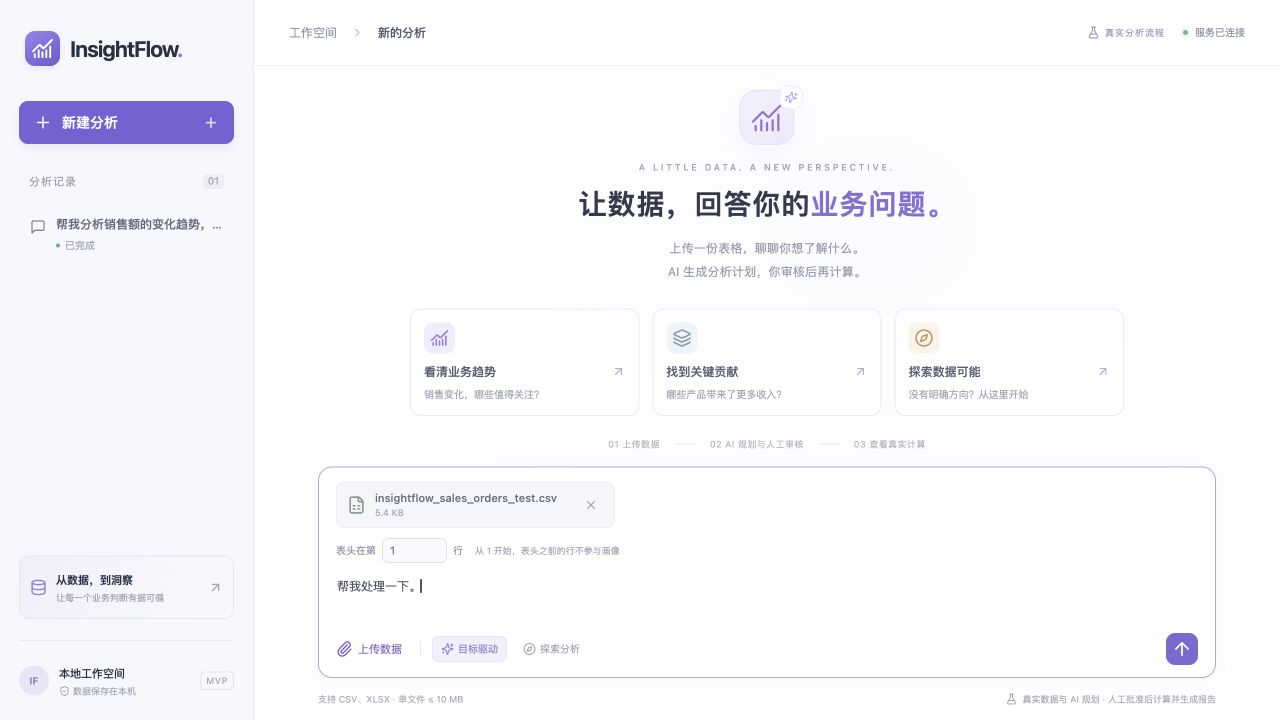 InsightFlow.
新建分析
分析记录
01
帮我分析销售额的变化趋势，...
已完成
从数据，到洞察
让每一个业务判断有据可循
IF
本地工作空间
数据保存在本机
MVP
工作空间
新的分析
真实分析流程
服务已连接
A LITTLE DATA. A NEW PERSPECTIVE.
让数据，回答你的业务问题。
上传一份表格，聊聊你想了解什么。
AI 生成分析计划，你审核后再计算。
看清业务趋势
销售变化，哪些值得关注？
找到关键贡献
哪些产品带来了更多收入？
探索数据可能
没有明确方向？从这里开始
01 上传数据
02 AI 规划与人工审核
03 查看真实计算
insightflow_sales_orders_test.csv
5.4 KB
表头在第 1 行 从 1 开始，表头之前的行不参与画像
帮我处理一下。
上传数据
目标驱动
探索分析
支持 CSV、XLSX · 单文件 ≤ 10 MB
真实数据与 AI 规划 · 人工批准后计算并生成报告